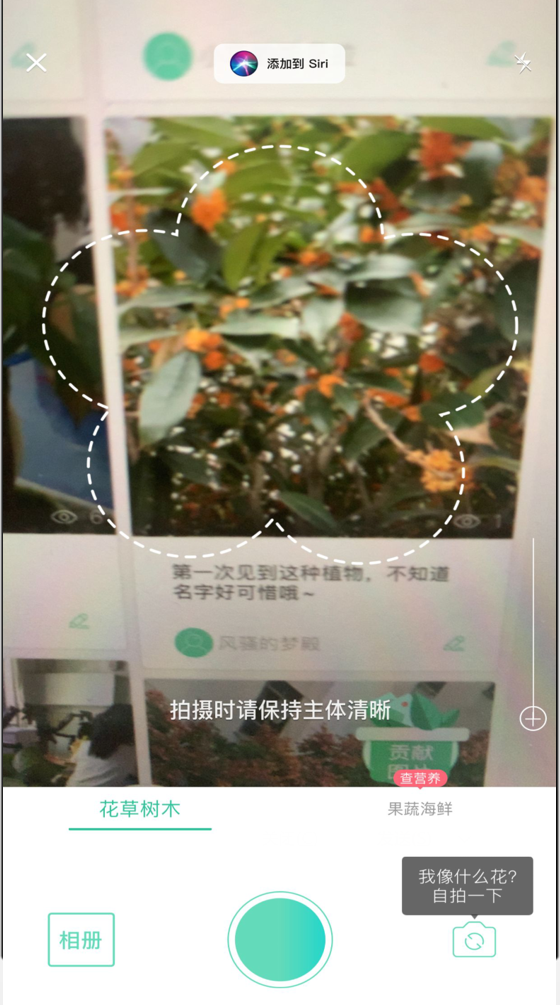 添加到 Siri
6
1
第一次见到这种植物，不知道
名字好可惜哦~
风骚的梦殿
拍摄时请保持主体清晰
贡献
查营养
花草树木
果蔬海鲜
我像什么花?
自拍一下
相册